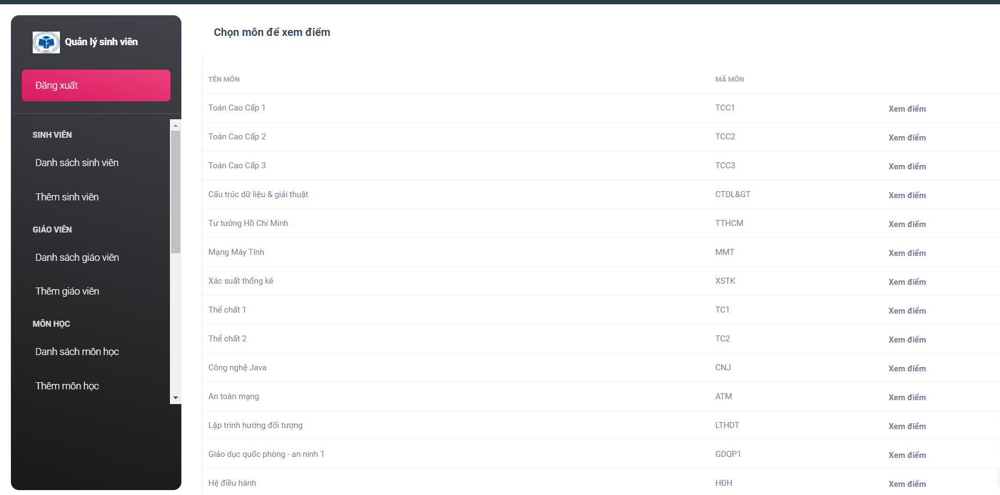 Quản lý sinh viên
Đăng xuất
SINH VIÊN
Danh sách sinh viên
Thêm sinh viên
GIÁO VIÊN
Danh sách giáo viên
Thêm giáo viên
MÔN HỌC
Danh sách môn học
Thêm môn học
Chọn môn để xem điểm
TÊN MÔN MÃ MÔN
Toán Cao Cấp 1 TCC1 Xem điểm
Toán Cao Cấp 2 TCC2 Xem điểm
Toán Cao Cấp 3 TCC3 Xem điểm
Cấu trúc dữ liệu & giải thuật CTDL&GT Xem điểm
Tư tưởng Hồ Chí Minh TTHCM Xem điểm
Mạng Máy Tính MMT Xem điểm
Xác suất thống kê XSTK Xem điểm
Thể chất 1 TC1 Xem điểm
Thể chất 2 TC2 Xem điểm
Công nghệ Java CNJ Xem điểm
An toàn mạng ATM Xem điểm
Lập trình hướng đối tượng LTHDT Xem điểm
Giáo dục quốc phòng - an ninh 1 GDQP1 Xem điểm
Hệ điều hành HĐH Xem điểm